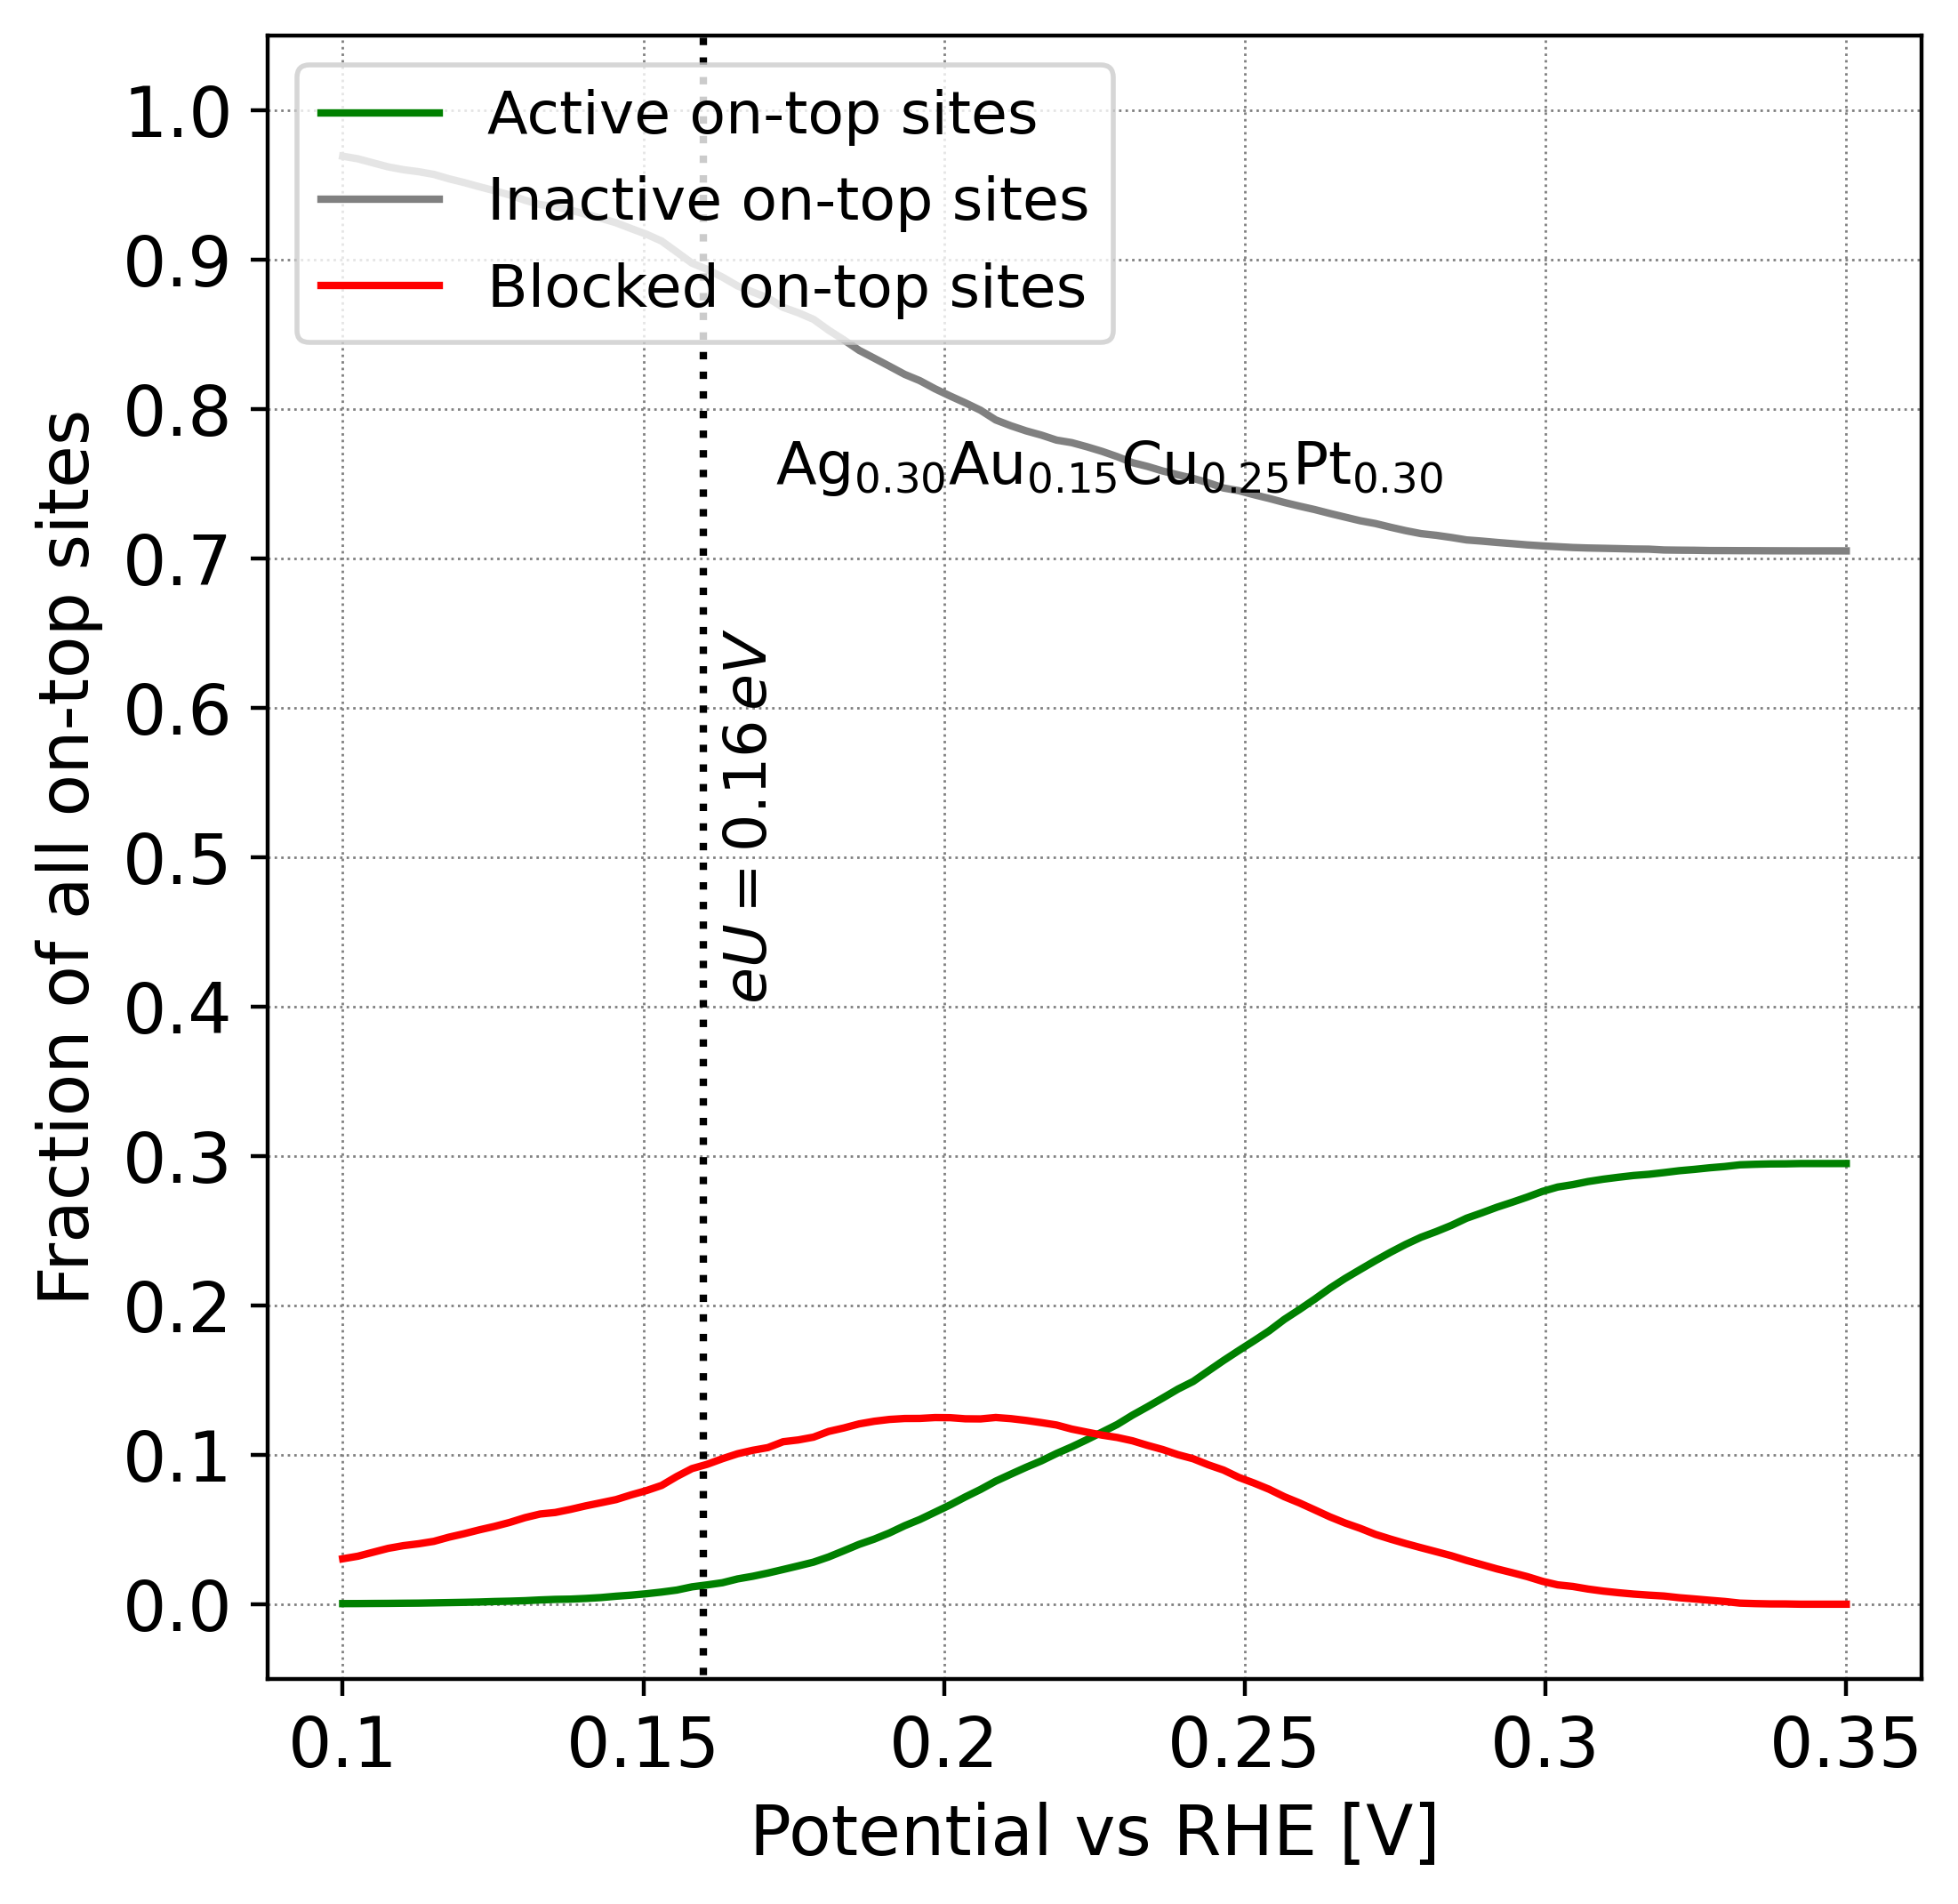 Active on-top sites
Inactive on-top sites
Blocked on-top sites
1.0
0.9
0.8
0.7
0.6
0.5
0.4
0.3
0.2
0.1
0.0
Fraction of all on-top sites
Ag₀.₃₀Au₀.₁₅Cu₀.₂₅Pt₀.₃₀
eU = 0.16 eV
0.1 0.15 0.2 0.25 0.3 0.35
Potential vs RHE [V]